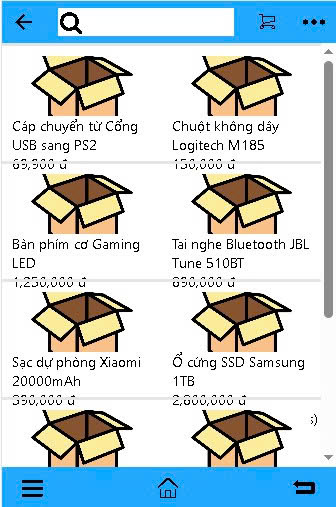 Cáp chuyển từ Cổng
USB sang PS2
69,900 đ
Chuột không dây
Logitech M185
150,000 đ
Bàn phím cơ Gaming
LED
1,250,000 đ
Tai nghe Bluetooth JBL
Tune 510BT
890,000 đ
Sạc dự phòng Xiaomi
20000mAh
390,000 đ
Ổ cứng SSD Samsung
1TB
2,800,000 đ